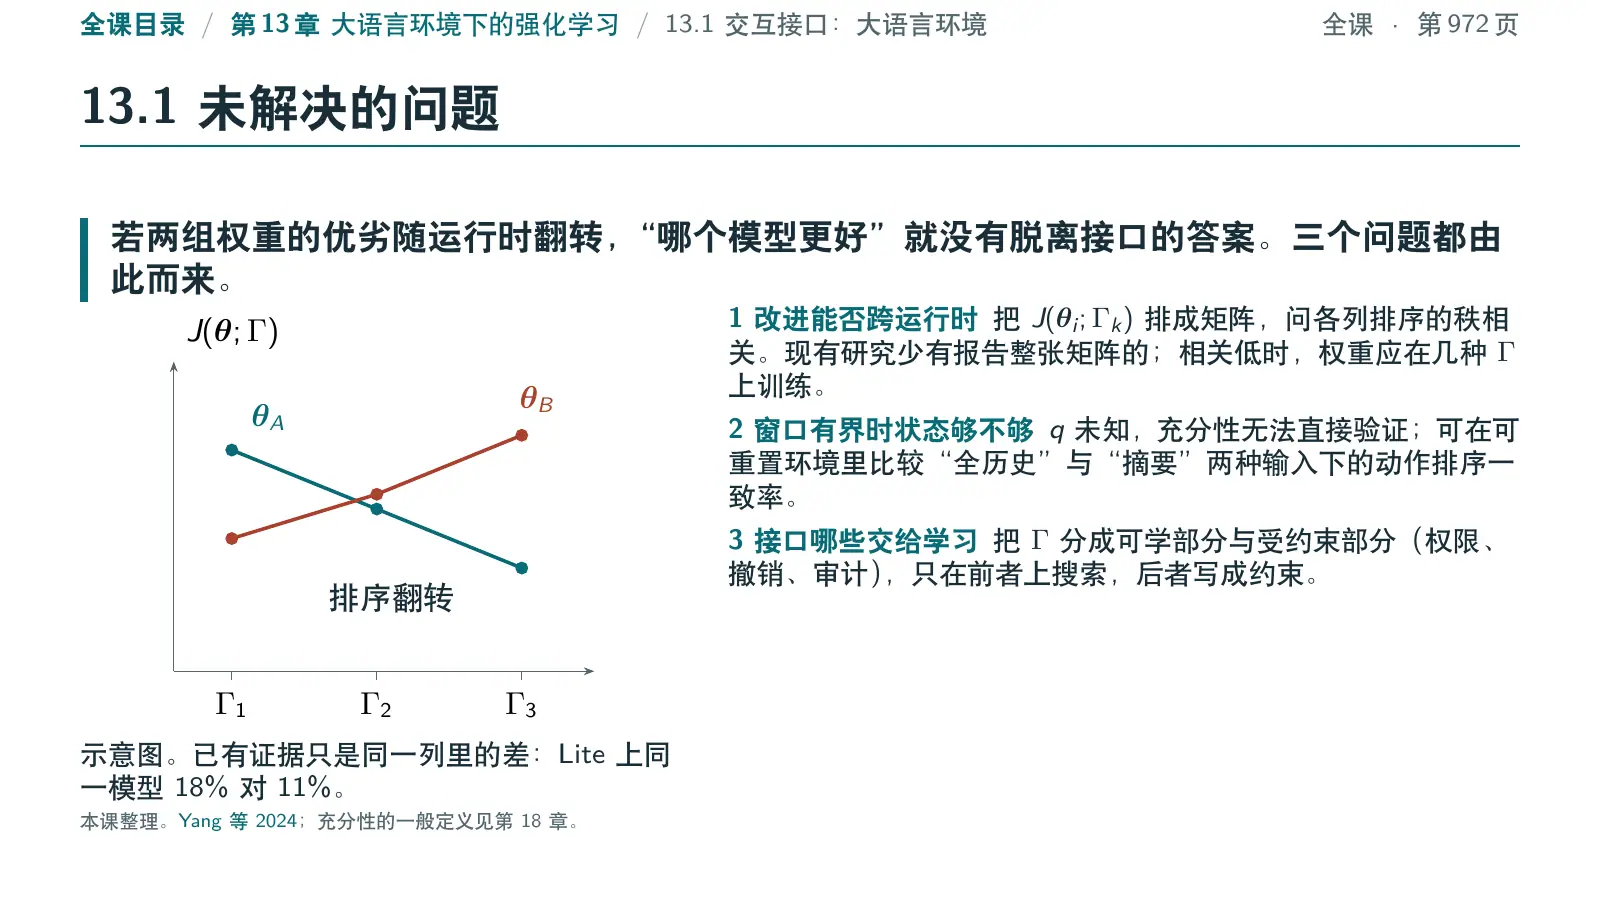 全课目录 / 第 13 章 大语言环境下的强化学习 / 13.1 交互接口：大语言环境
全课 · 第 972 页
13.1 未解决的问题
若两组权重的优劣随运行时翻转，“哪个模型更好”就没有脱离接口的答案。三个问题都由
此而来。
J(θ; Γ)
θA
θB
排序翻转
Γ1 Γ2 Γ3
示意图。已有证据只是同一列里的差：Lite 上同
一模型 18% 对 11%。
本课整理。Yang 等 2024；充分性的一般定义见第 18 章。
1 改进能否跨运行时 把 J(θi; Γk) 排成矩阵，问各列排序的秩相
关。现有研究少有报告整张矩阵的；相关低时，权重应在几种 Γ
上训练。
2 窗口有界时状态够不够 q 未知，充分性无法直接验证；可在可
重置环境里比较“全历史”与“摘要”两种输入下的动作排序一
致率。
3 接口哪些交给学习 把 Γ 分成可学部分与受约束部分（权限、
撤销、审计），只在前者上搜索，后者写成约束。